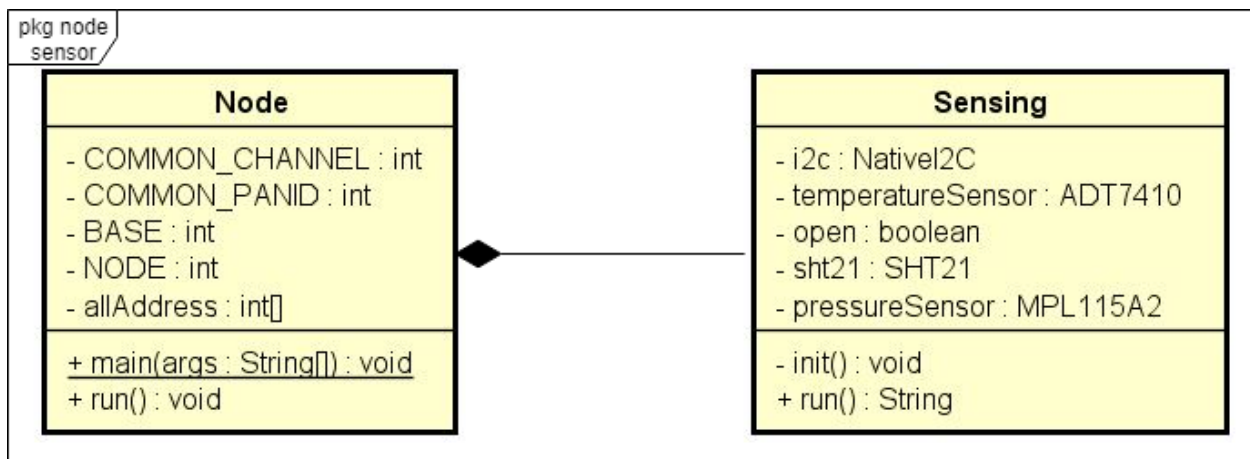 pkg node
sensor
Node
- COMMON_CHANNEL : int
- COMMON_PANID : int
- BASE : int
- NODE : int
- allAddress : int[]
+ main(args : String[]) : void
+ run() : void
Sensing
- i2c : NativeI2C
- temperatureSensor : ADT7410
- open : boolean
- sht21 : SHT21
- pressureSensor : MPL115A2
- init() : void
+ run() : String